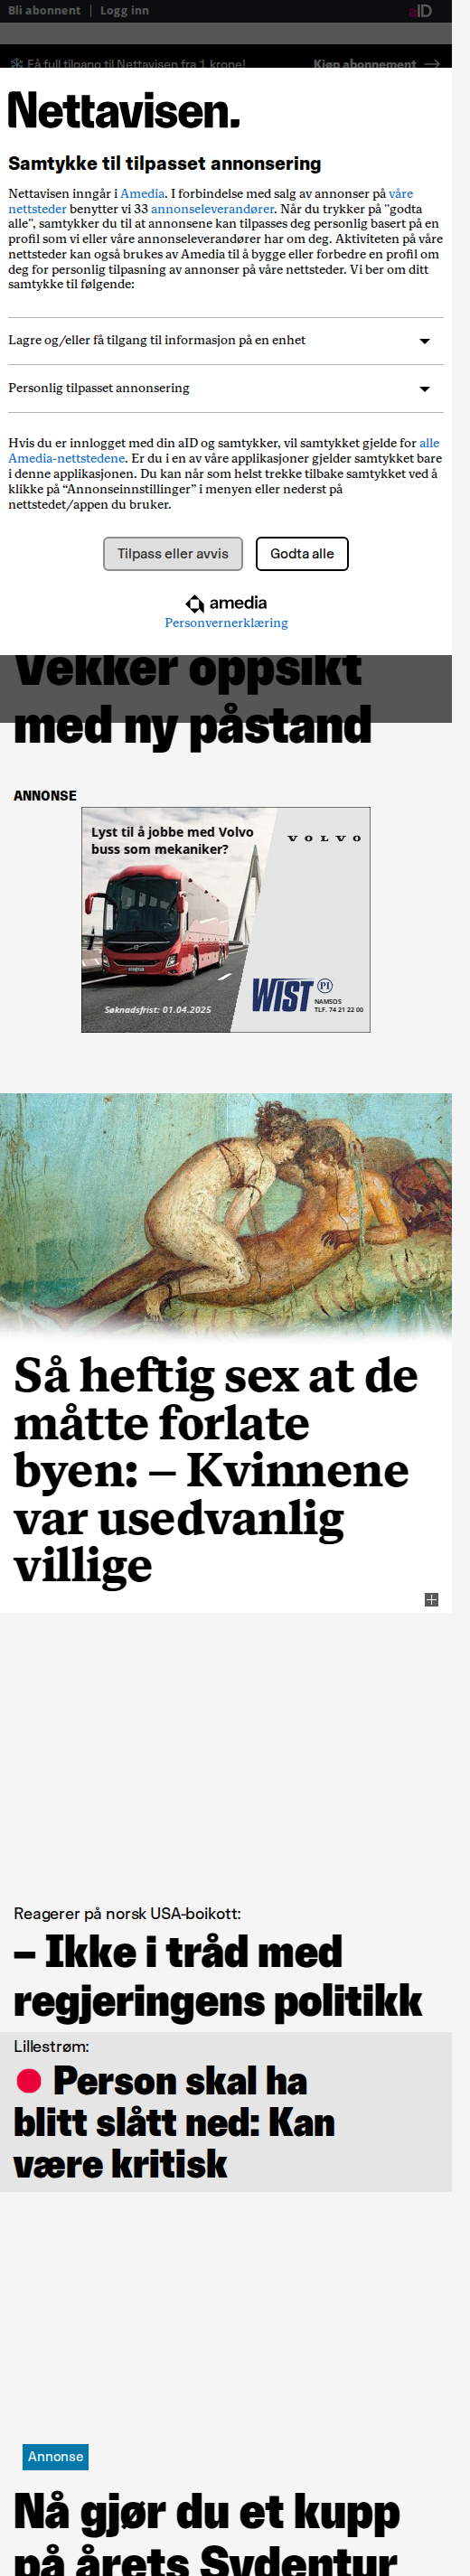 Bli abonnent | Logg inn
aID
Få full tilgang til Nettavisen fra 1 krone!
Kjøp abonnement →
Nettavisen.
Samtykke til tilpasset annonsering
Nettavisen inngår i Amedia. I forbindelse med salg av annonser på våre
nettsteder benytter vi 33 annonseleverandører. Når du trykker på "godta
alle", samtykker du til at annonsene kan tilpasses deg personlig basert på en
profil som vi eller våre annonseleverandører har om deg. Aktiviteten på våre
nettsteder kan også brukes av Amedia til å bygge eller forbedre en profil om
deg for personlig tilpasning av annonser på våre nettsteder. Vi ber om ditt
samtykke til følgende:
Lagre og/eller få tilgang til informasjon på en enhet
Personlig tilpasset annonsering
Hvis du er innlogget med din aID og samtykker, vil samtykket gjelde for alle
Amedia-nettstedene. Er du i en av våre applikasjoner gjelder samtykket bare
i denne applikasjonen. Du kan når som helst trekke tilbake samtykket ved å
klikke på “Annonseinnstillinger” i menyen eller nederst på
nettstedet/appen du bruker.
Tilpass eller avvis
Godta alle
amedia
Personvernerklæring
Vekker oppsikt
med ny påstand
ANNONSE
Lyst til å jobbe med Volvo
buss som mekaniker?
VOLVO
Søknadsfrist: 01.04.2025
WIST PI
NAMSOS
TLF. 74 21 22 00
Så heftig sex at de
måtte forlate
byen: – Kvinnene
var usedvanlig
villige
Reagerer på norsk USA-boikott:
– Ikke i tråd med
regjeringens politikk
Lillestrøm:
Person skal ha
blitt slått ned: Kan
være kritisk
Annonse
Nå gjør du et kupp
på årets Sydentur